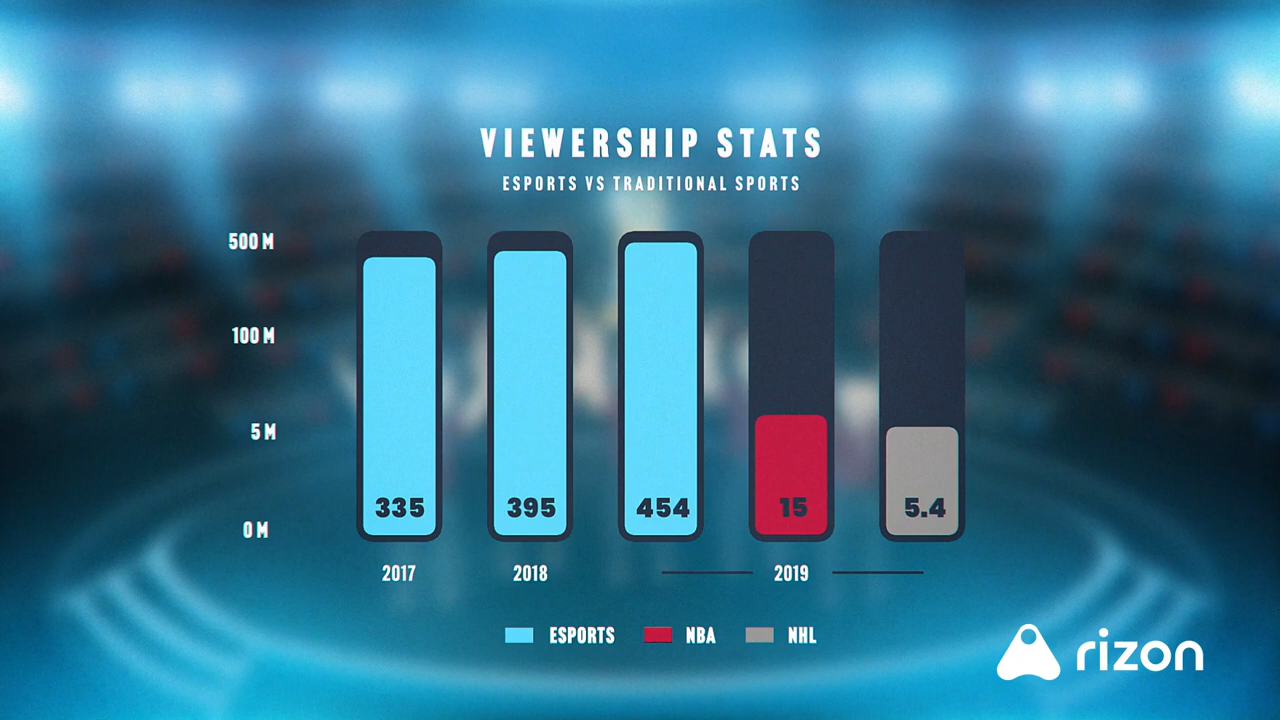 VIEWERSHIP STATS
ESPORTS VS TRADITIONAL SPORTS
500 M
100 M
5 M
0 M
335
395
454
15
5.4
2017
2018
2019
ESPORTS
NBA
NHL
rizon